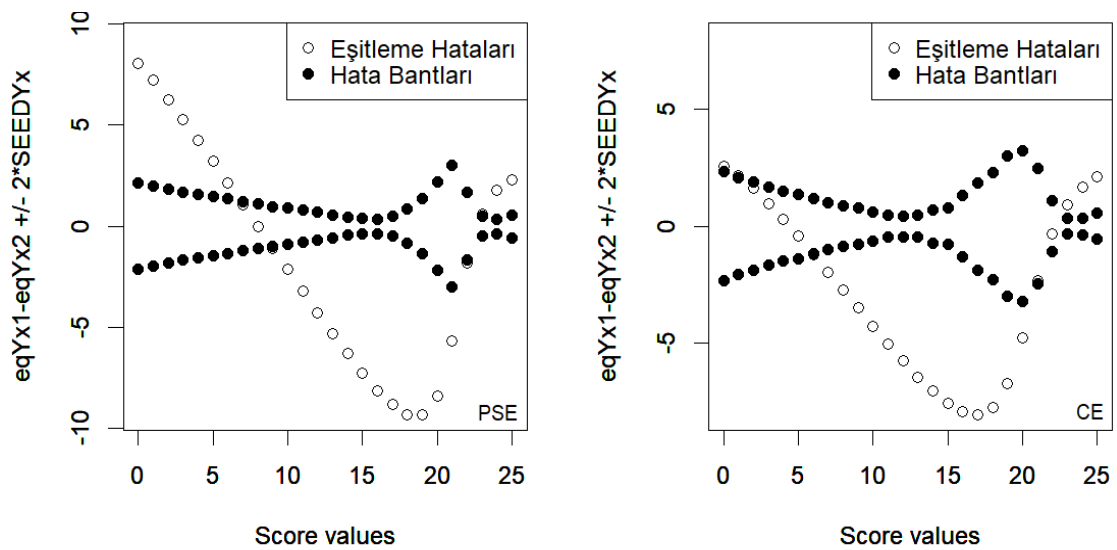 eqYx1-eqYx2 +/- 2*SEEDYx
10
5
0
-5
-10
Eşitleme Hataları
Hata Bantları
PSE
0 5 10 15 20 25
Score values
eqYx1-eqYx2 +/- 2*SEEDYx
5
0
-5
Eşitleme Hataları
Hata Bantları
CE
0 5 10 15 20 25
Score values